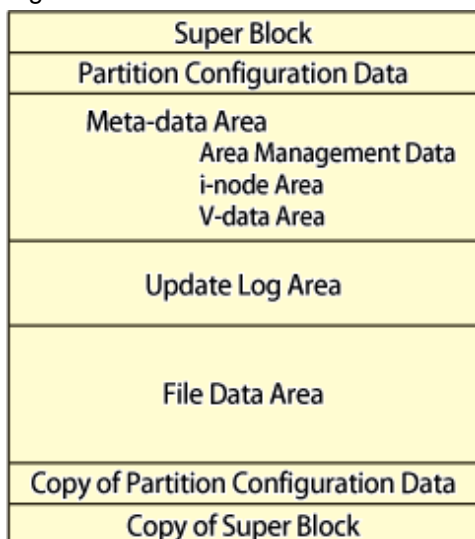 Super Block
Partition Configuration Data
Meta-data Area
Area Management Data
i-node Area
V-data Area
Update Log Area
File Data Area
Copy of Partition Configuration Data
Copy of Super Block